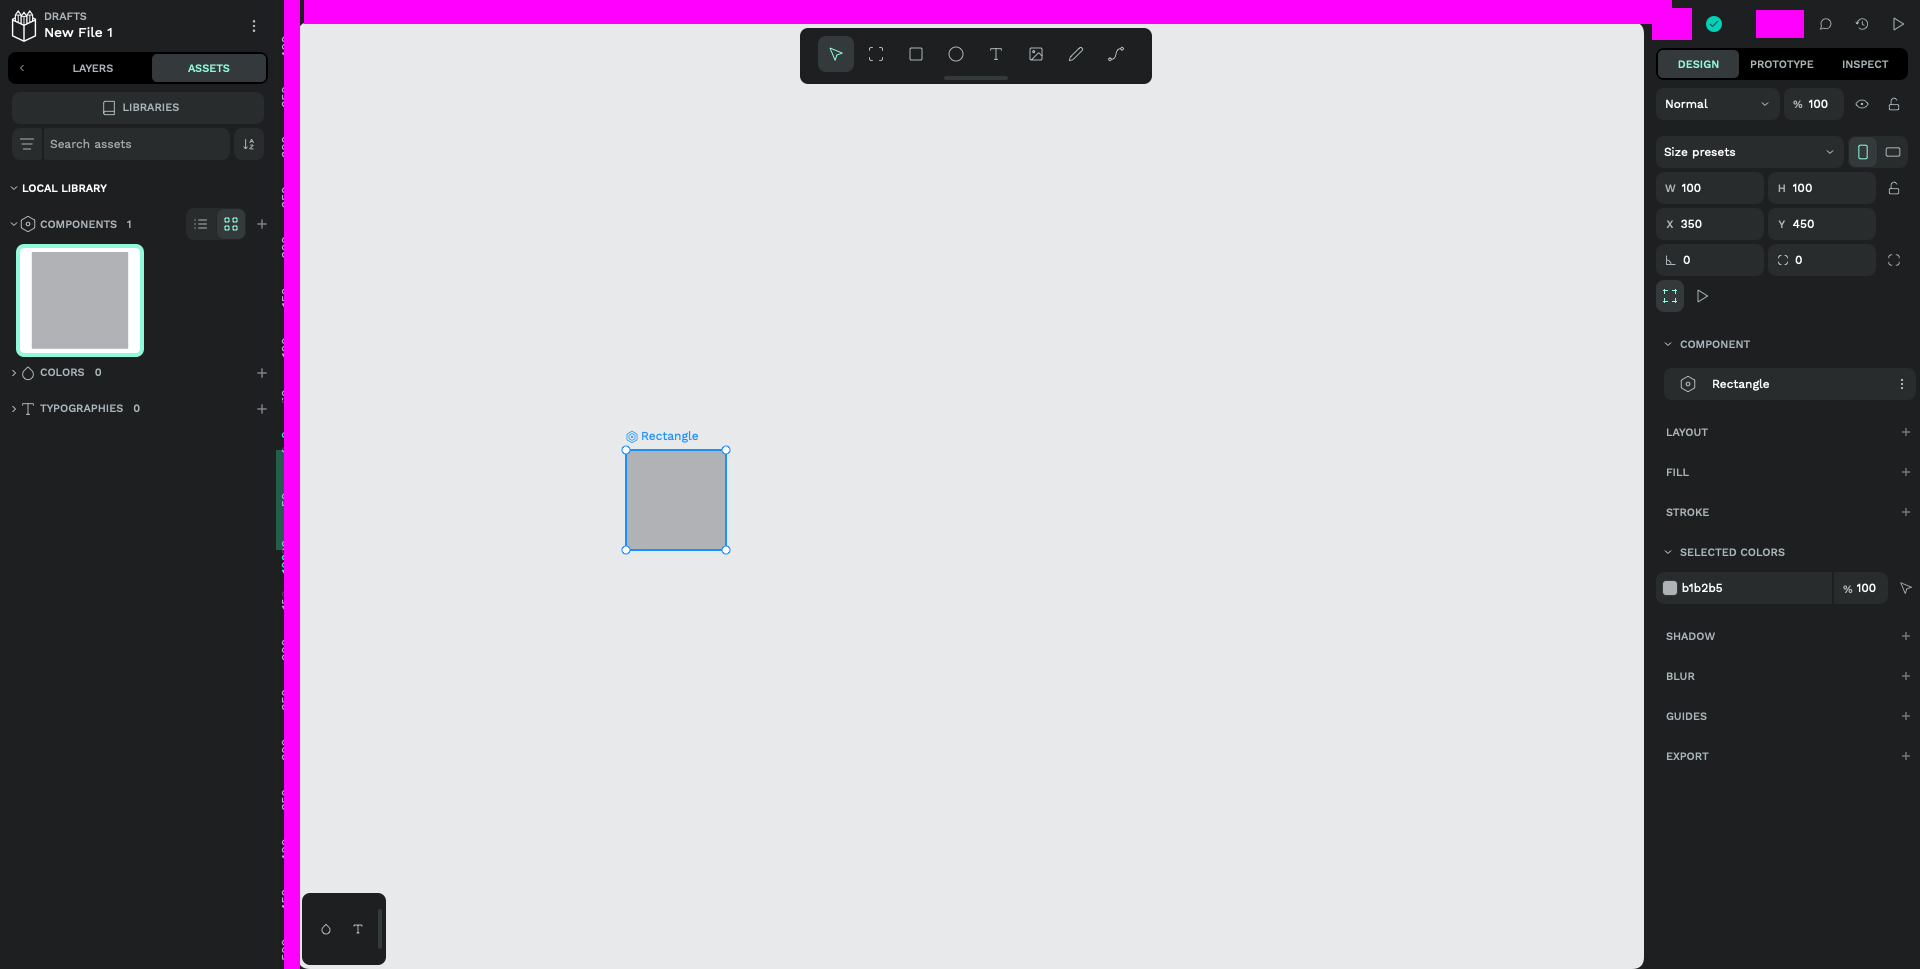 DRAFTS
New File 1
LAYERS
ASSETS
LIBRARIES
Search assets
LOCAL LIBRARY
COMPONENTS 1
COLORS 0
TYPOGRAPHIES 0
Rectangle
DESIGN
PROTOTYPE
INSPECT
Normal
% 100
Size presets
W 100
H 100
X 350
Y 450
0
0
COMPONENT
Rectangle
LAYOUT
FILL
STROKE
SELECTED COLORS
b1b2b5
% 100
SHADOW
BLUR
GUIDES
EXPORT